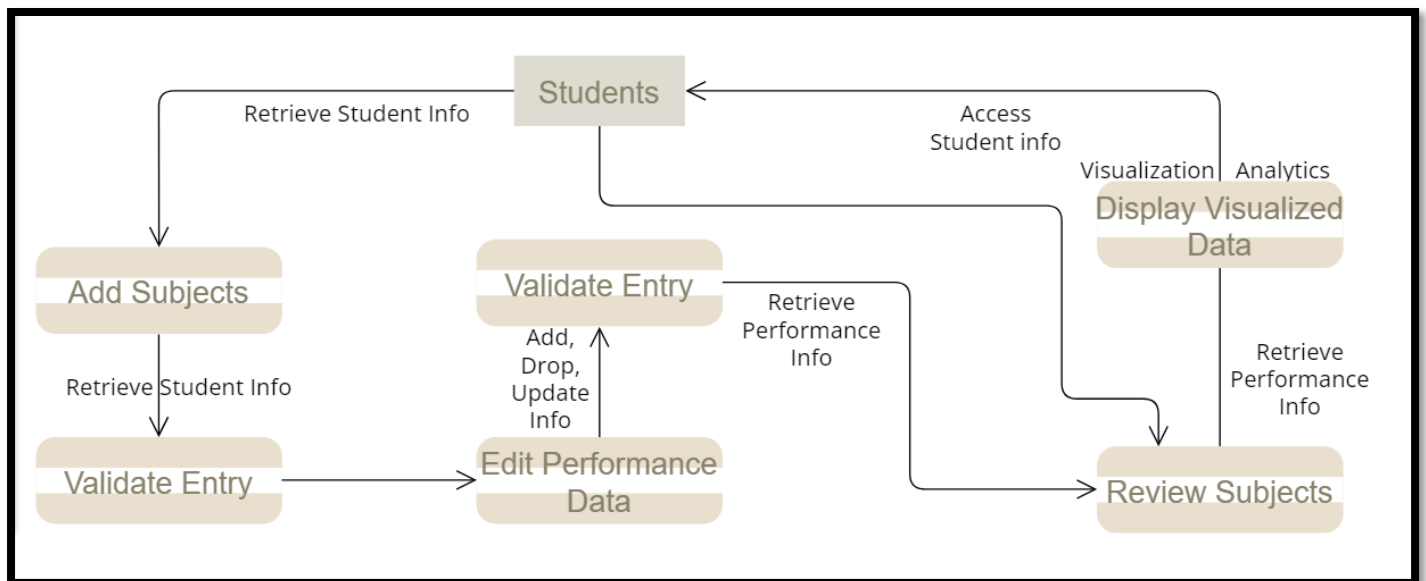 Students
Retrieve Student Info
Access
Student info
Visualization
Analytics
Display Visualized
Data
Add Subjects
Validate Entry
Retrieve
Performance
Info
Add,
Drop,
Update
Info
Retrieve
Performance
Info
Retrieve Student Info
Validate Entry
Edit Performance
Data
Review Subjects